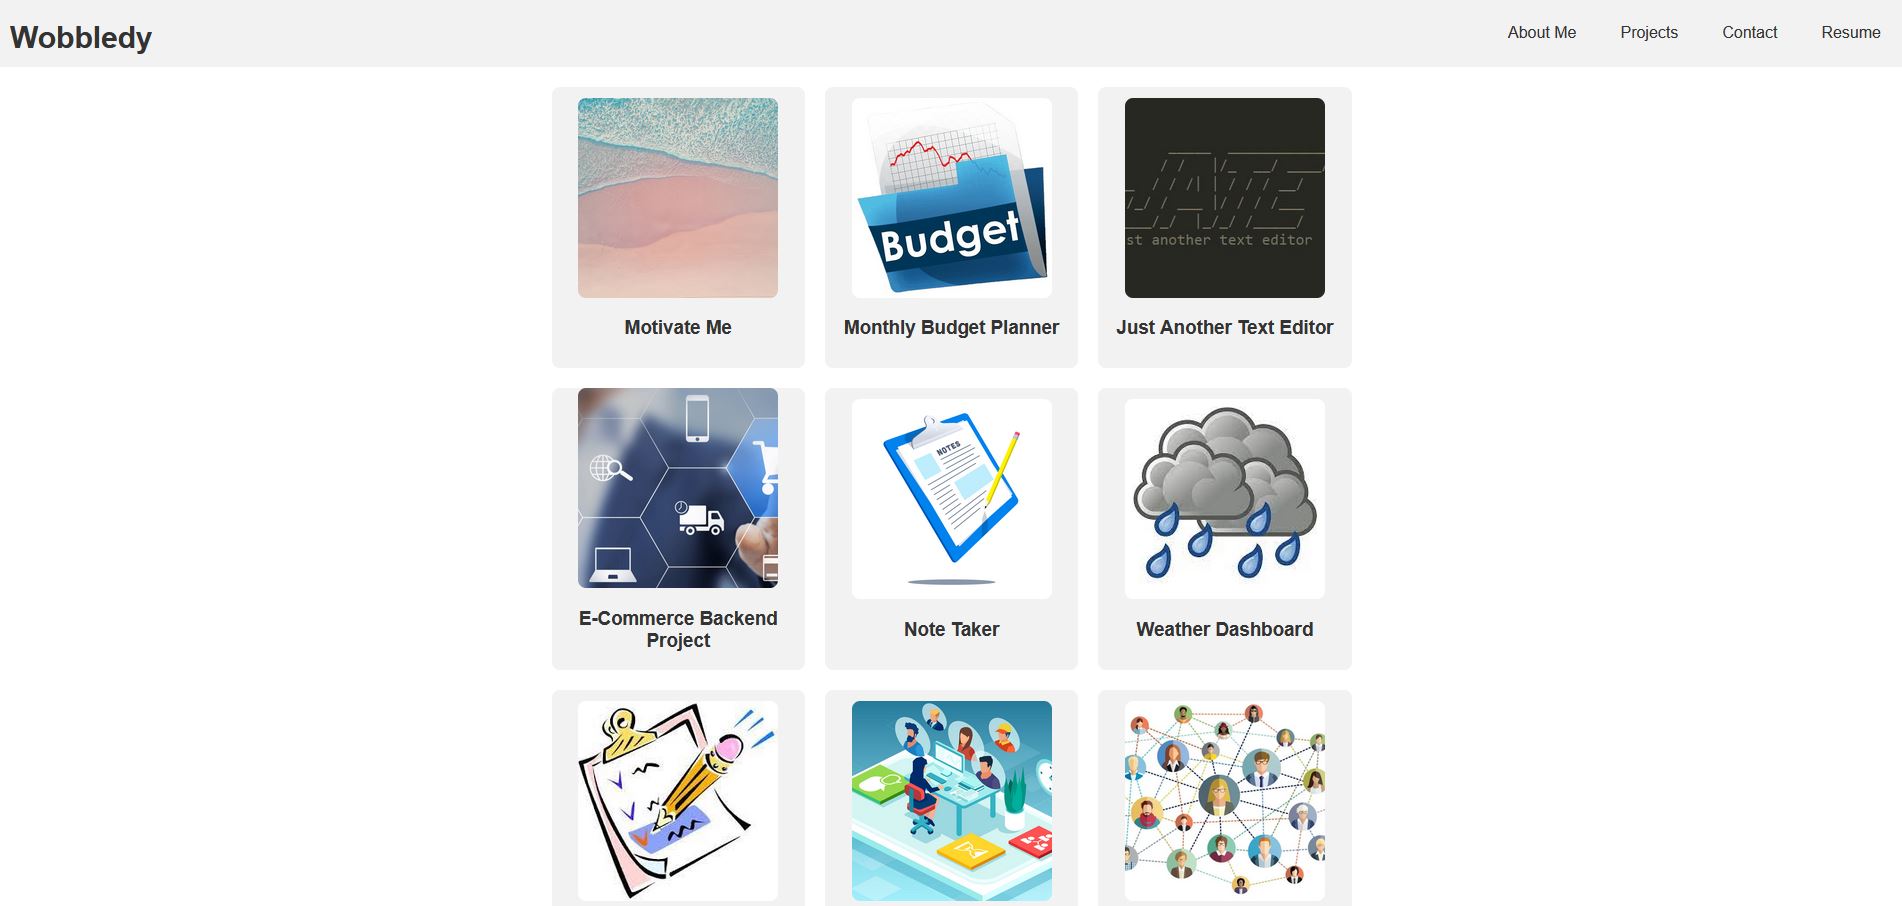 Wobbledy
About Me
Projects
Contact
Resume
Budget
st another text editor
Motivate Me
Monthly Budget Planner
Just Another Text Editor
NOTES
E-Commerce Backend
Project
Note Taker
Weather Dashboard